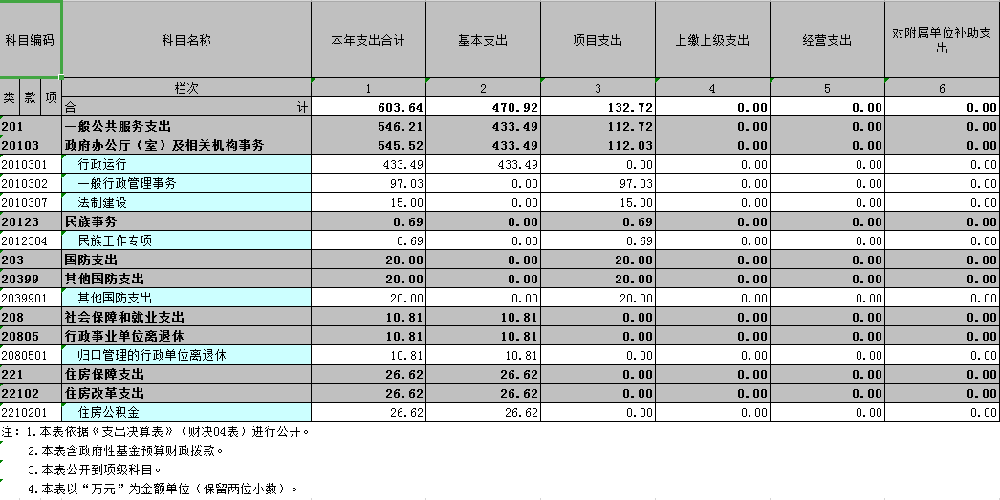 科目编码 科目名称 本年支出合计 基本支出 项目支出 上缴上级支出 经营支出 对附属单位补助支出
类 款 项 栏次 1 2 3 4 5 6
合 计 603.64 470.92 132.72 0.00 0.00 0.00
201 一般公共服务支出 546.21 433.49 112.72 0.00 0.00 0.00
20103 政府办公厅（室）及相关机构事务 545.52 433.49 112.03 0.00 0.00 0.00
2010301 行政运行 433.49 433.49 0.00 0.00 0.00 0.00
2010302 一般行政管理事务 97.03 0.00 97.03 0.00 0.00 0.00
2010307 法制建设 15.00 0.00 15.00 0.00 0.00 0.00
20123 民族事务 0.69 0.00 0.69 0.00 0.00 0.00
2012304 民族工作专项 0.69 0.00 0.69 0.00 0.00 0.00
203 国防支出 20.00 0.00 20.00 0.00 0.00 0.00
20399 其他国防支出 20.00 0.00 20.00 0.00 0.00 0.00
2039901 其他国防支出 20.00 0.00 20.00 0.00 0.00 0.00
208 社会保障和就业支出 10.81 10.81 0.00 0.00 0.00 0.00
20805 行政事业单位离退休 10.81 10.81 0.00 0.00 0.00 0.00
2080501 归口管理的行政单位离退休 10.81 10.81 0.00 0.00 0.00 0.00
221 住房保障支出 26.62 26.62 0.00 0.00 0.00 0.00
22102 住房改革支出 26.62 26.62 0.00 0.00 0.00 0.00
2210201 住房公积金 26.62 26.62 0.00 0.00 0.00 0.00
注：1.本表依据《支出决算表》（财决04表）进行公开。
2.本表含政府性基金预算财政拨款。
3.本表公开到项级科目。
4.本表以“万元”为金额单位（保留两位小数）。